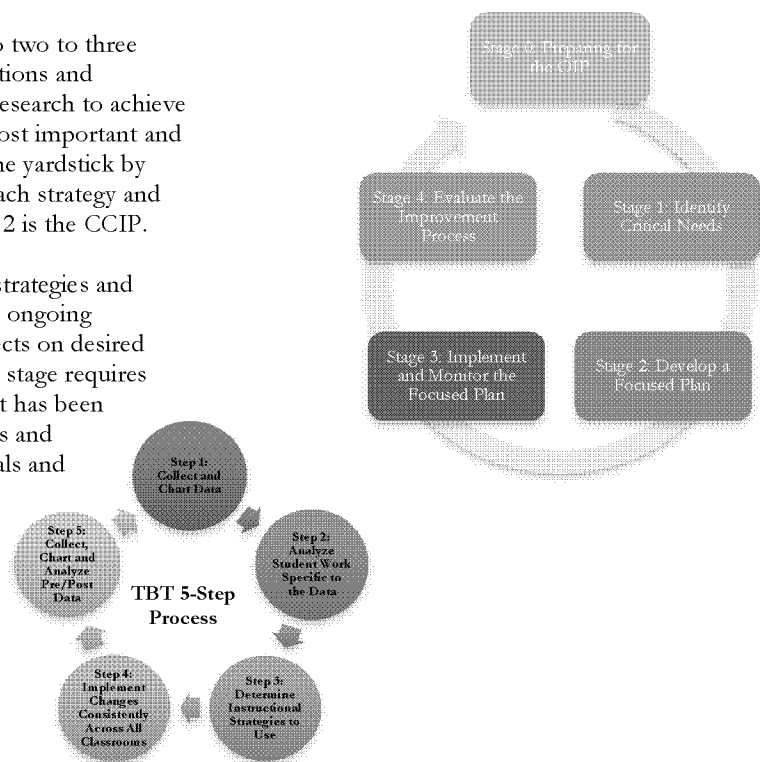 o two to three
tions and
esearch to achieve
ost important and
ne yardstick by
ach strategy and
2 is the CCIP.
strategies and
ongoing
ects on desired
stage requires
t has been
s and
als and
Stage 0: Preparing for
the OIP
Stage 1: Identify
Critical Needs
Stage 2: Develop a
Focused Plan
Stage 3: Implement
and Monitor the
Focused Plan
Stage 4: Evaluate the
Improvement
Process
TBT 5-Step
Process
Step 1:
Collect and
Chart Data
Step 2:
Analyze
Student Work
Specific to
the Data
Step 3:
Determine
Instructional
Strategies to
Use
Step 4:
Implement
Changes
Consistently
Across All
Classrooms
Step 5:
Collect,
Chart and
Analyze
Pre/Post
Data